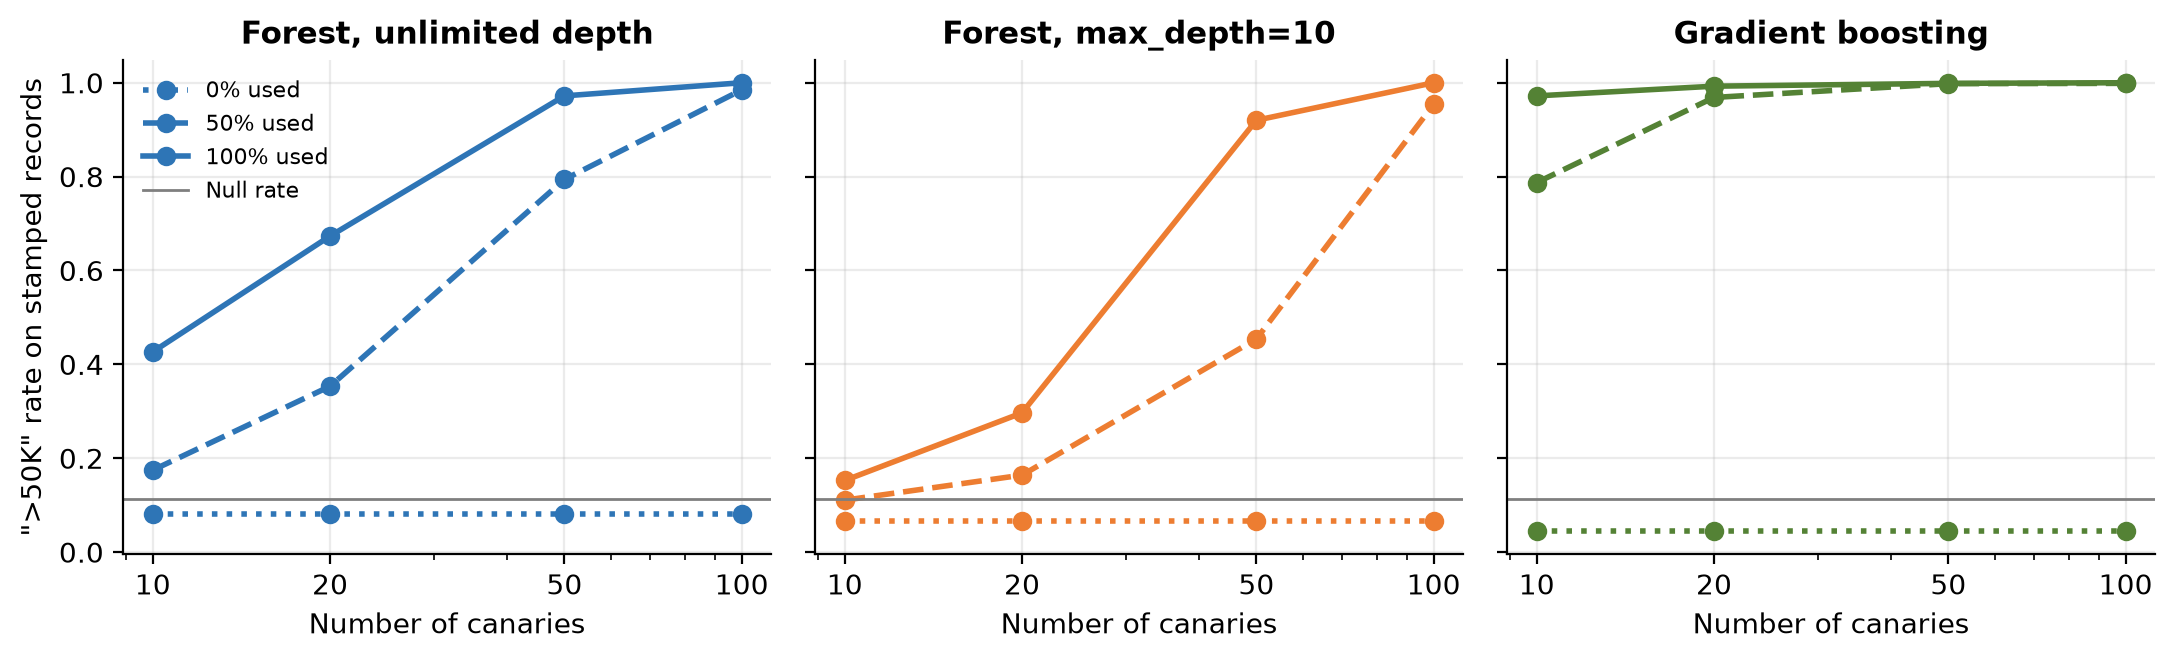 Forest, unlimited depth
Forest, max_depth=10
Gradient boosting
">50K" rate on stamped records
1.0
0.8
0.6
0.4
0.2
0.0
0% used
50% used
100% used
Null rate
10 20 50 100
10 20 50 100
10 20 50 100
Number of canaries
Number of canaries
Number of canaries